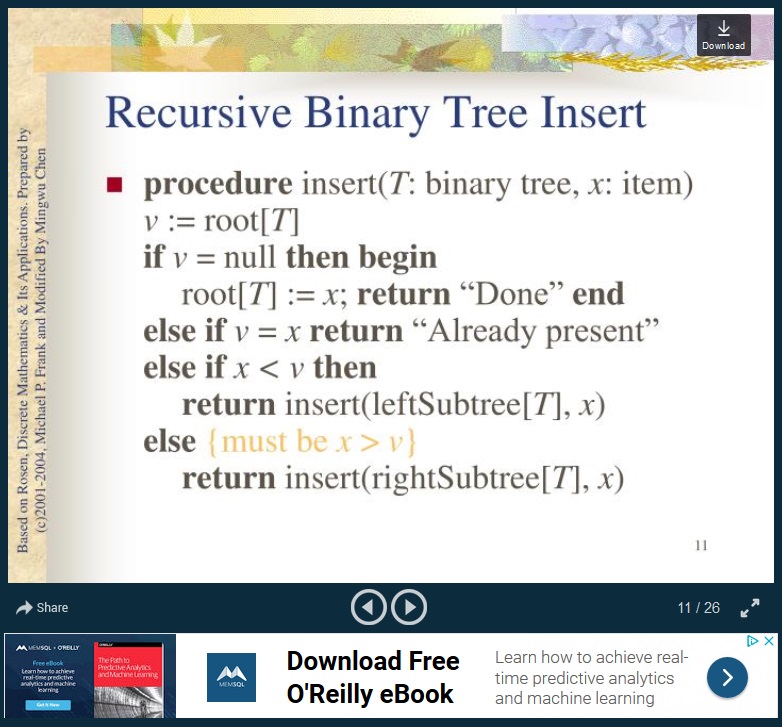 Download
Recursive Binary Tree Insert
procedure insert(T: binary tree, x: item)
v := root[T]
if v = null then begin
root[T] := x; return “Done” end
else if v = x return “Already present”
else if x < v then
return insert(leftSubtree[T], x)
else {must be x > v}
return insert(rightSubtree[T], x)
11
Based on Rosen, Discrete Mathematics & Its Applications. Prepared by
(c)2001-2004, Michael P. Frank and Modified By Mingwu Chen
Share
11 / 26
MEMSQL + O'REILLY
Free eBook
Learn how to achieve
real-time predictive
analytics and machine
learning
Get It Now
O'REILLY
The Path to
Predictive Analytics
and Machine Learning
MEMSQL
Download Free
O'Reilly eBook
Learn how to achieve real-
time predictive analytics
and machine learning